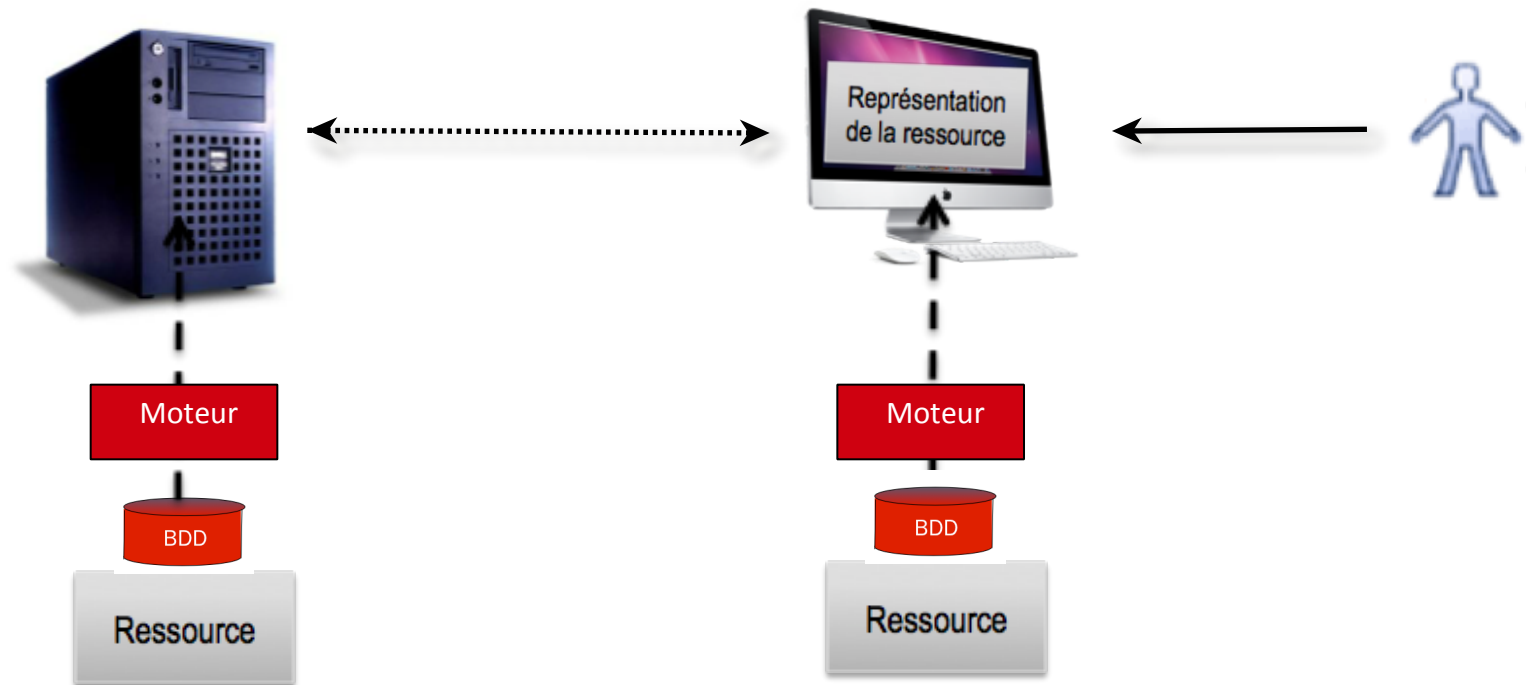 Représentation
de la ressource
Moteur
Moteur
BDD
BDD
Ressource
Ressource